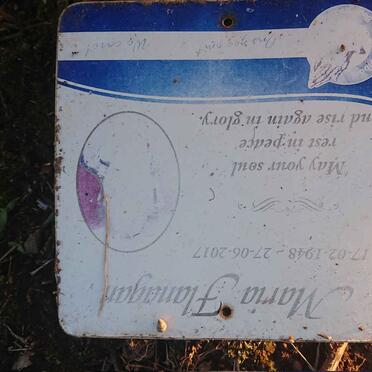 Maria Flanagan
17-02-1948 - 27-06-2017
May your soul
rest in peace
nd rise again in glory.